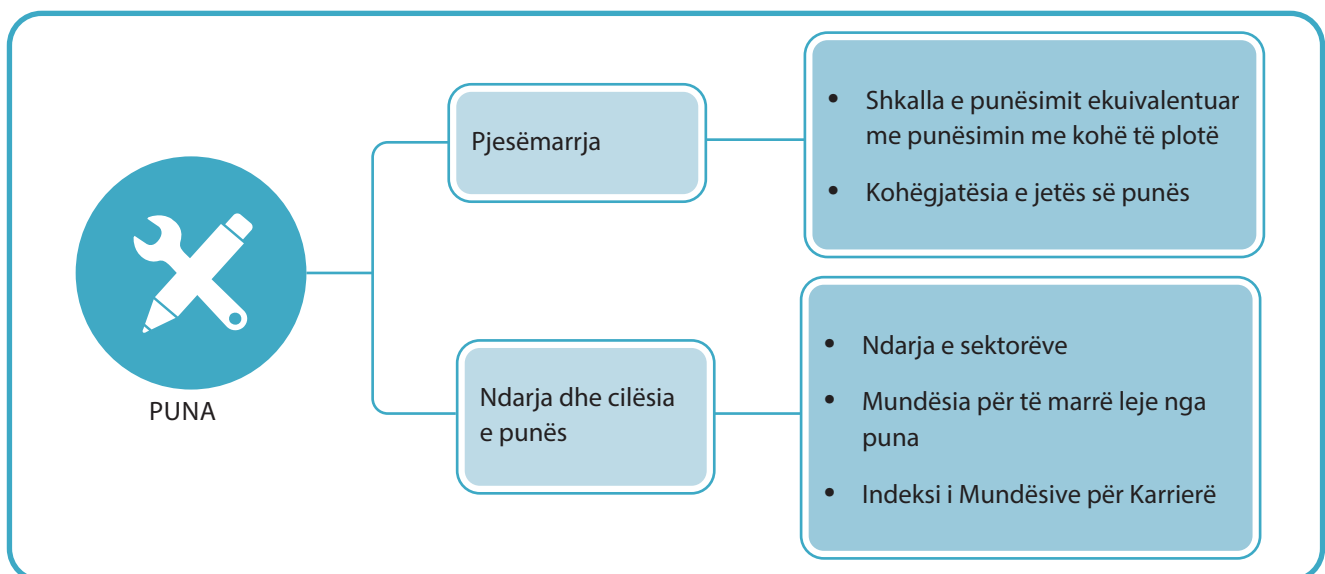 PUNA
Pjesëmarrja
• Shkalla e punësimit ekuivalentuar
me punësimin me kohë të plotë
• Kohëgjatësia e jetës së punës
Ndarja dhe cilësia
e punës
• Ndarja e sektorëve
• Mundësia për të marrë leje nga
puna
• Indeksi i Mundësive për Karrierë